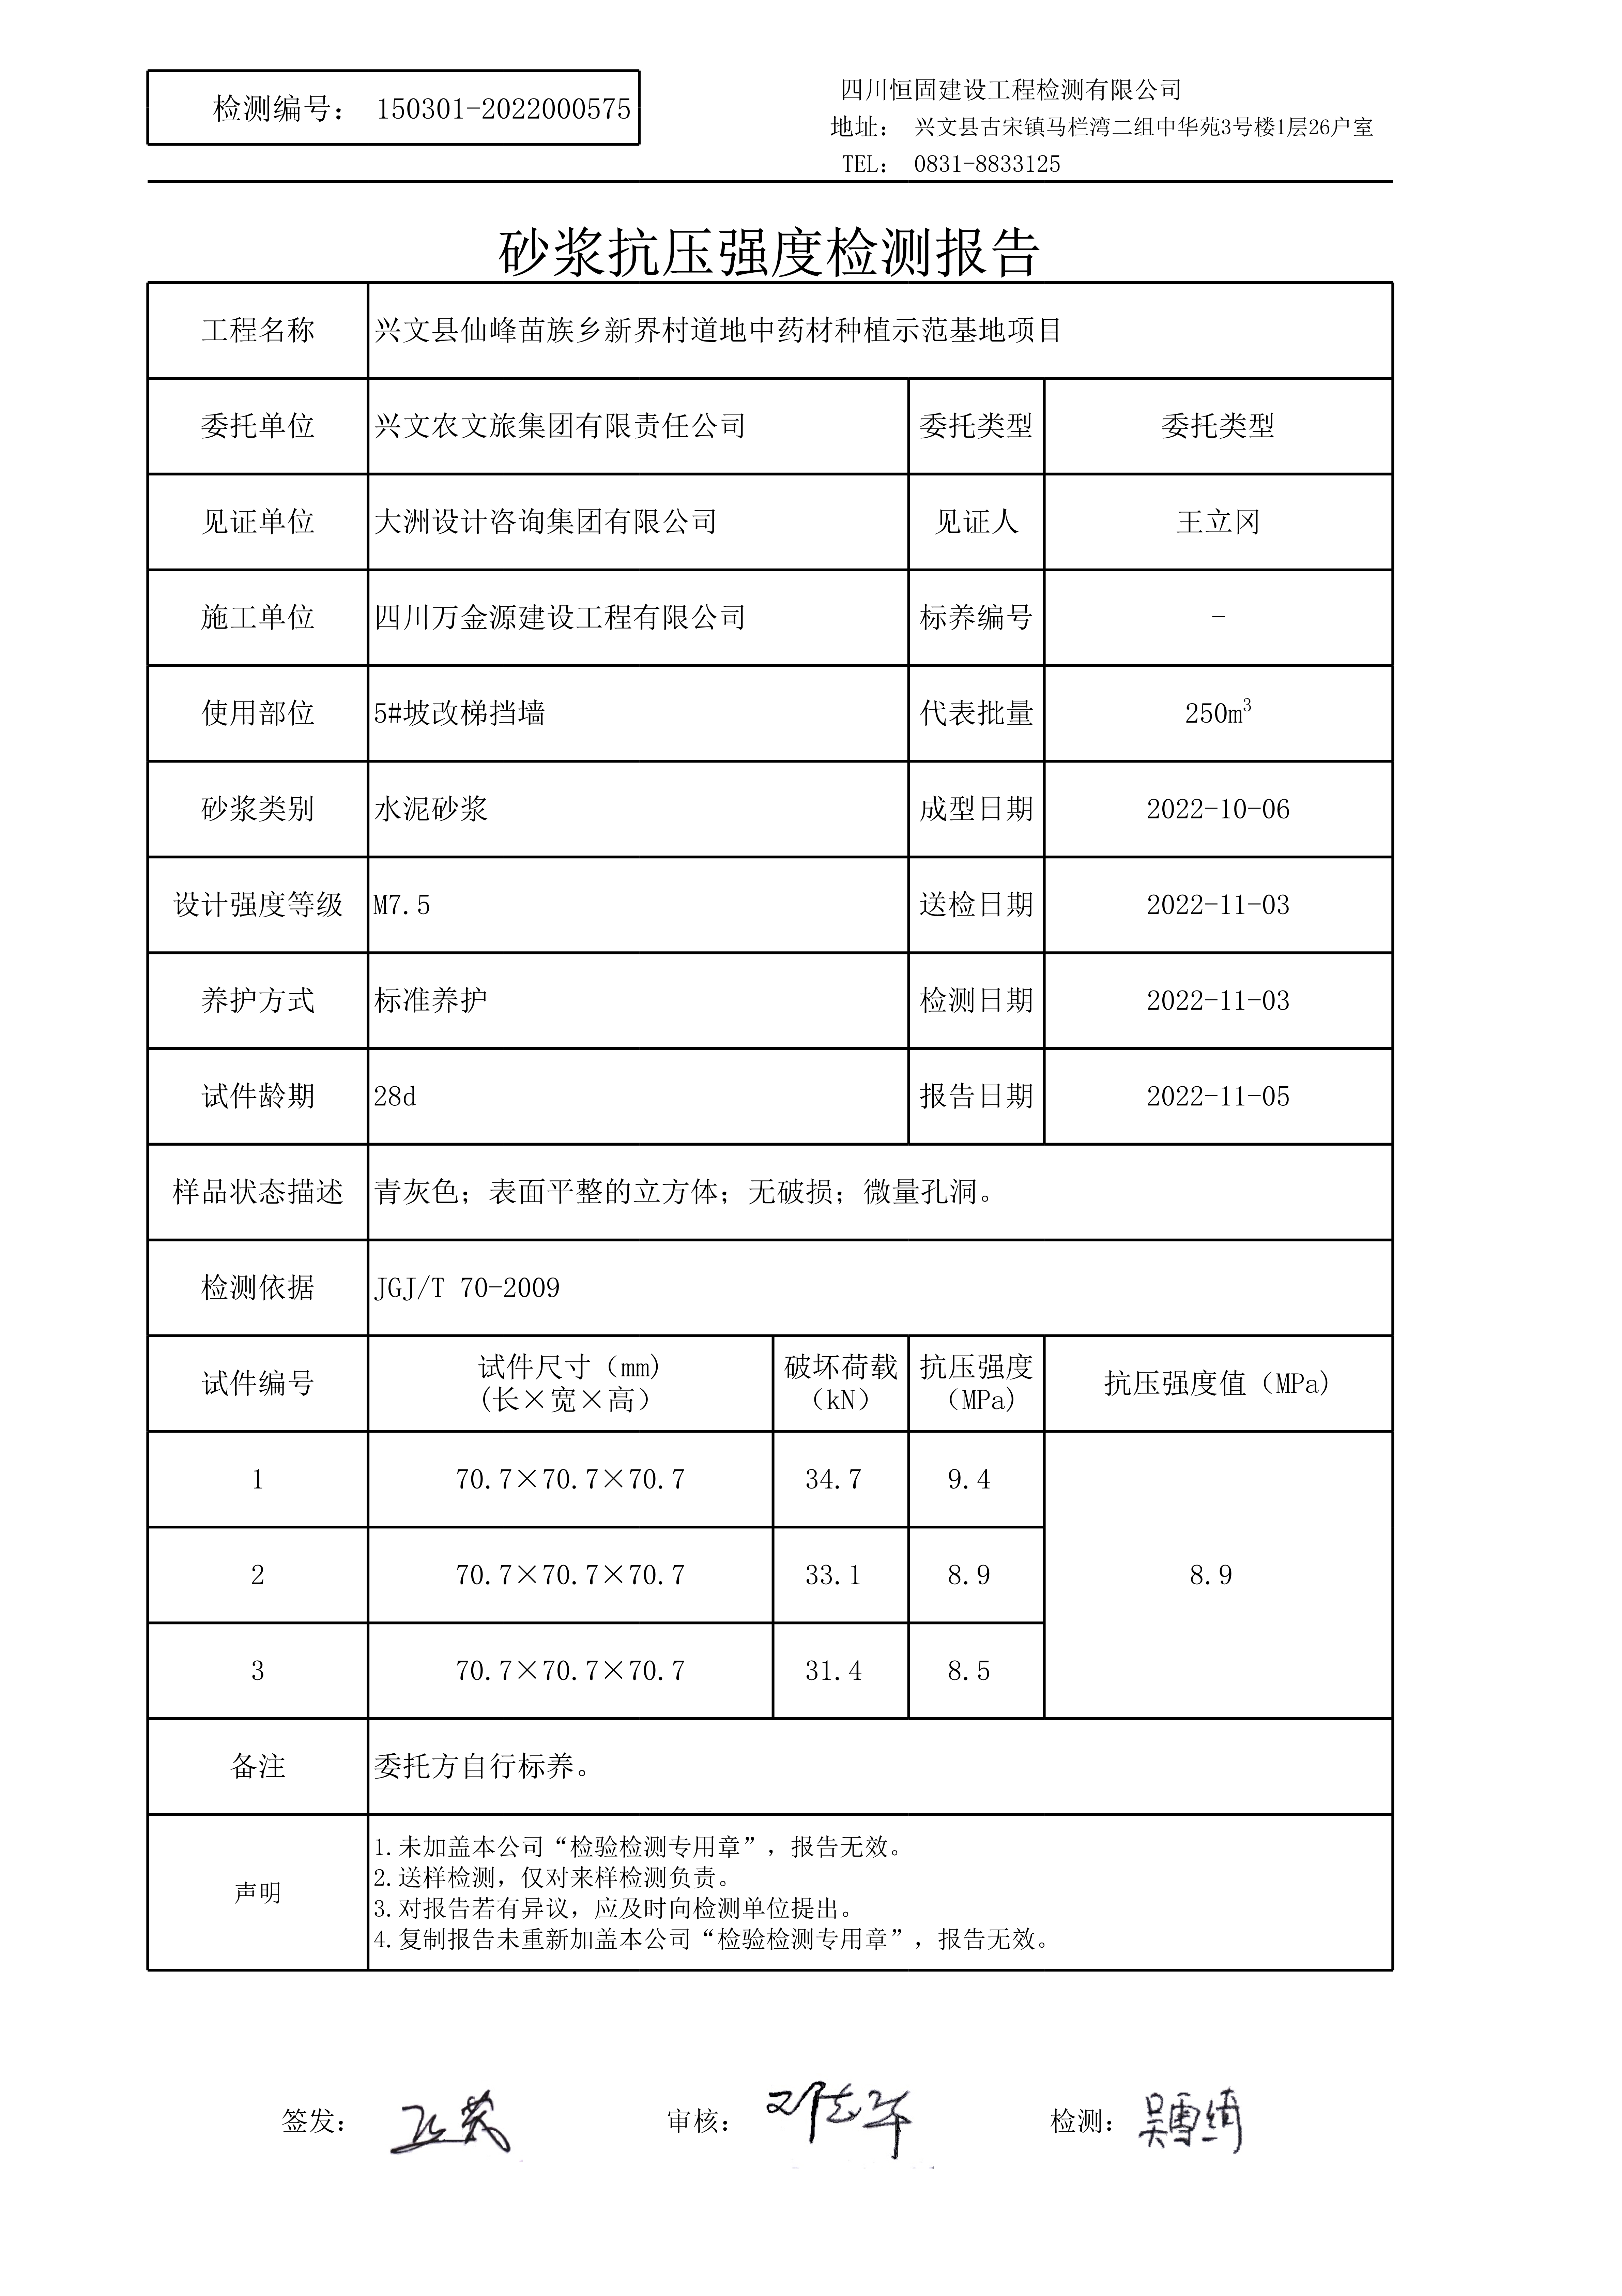 检测编号： 150301-2022000575
四川恒固建设工程检测有限公司
地址： 兴文县古宋镇马栏湾二组中华苑3号楼1层26户室
TEL： 0831-8833125
砂浆抗压强度检测报告
工程名称 兴文县仙峰苗族乡新界村道地中药材种植示范基地项目
委托单位 兴文农文旅集团有限责任公司 委托类型 委托类型
见证单位 大洲设计咨询集团有限公司 见证人 王立冈
施工单位 四川万金源建设工程有限公司 标养编号 -
使用部位 5#坡改梯挡墙 代表批量 250m³
砂浆类别 水泥砂浆 成型日期 2022-10-06
设计强度等级 M7.5 送检日期 2022-11-03
养护方式 标准养护 检测日期 2022-11-03
试件龄期 28d 报告日期 2022-11-05
样品状态描述 青灰色；表面平整的立方体；无破损；微量孔洞。
检测依据 JGJ/T 70-2009
试件编号 试件尺寸（mm) (长×宽×高） 破坏荷载（kN） 抗压强度（MPa) 抗压强度值（MPa)
1 70.7×70.7×70.7 34.7 9.4
2 70.7×70.7×70.7 33.1 8.9 8.9
3 70.7×70.7×70.7 31.4 8.5
备注 委托方自行标养。
声明
1.未加盖本公司“检验检测专用章”，报告无效。
2.送样检测，仅对来样检测负责。
3.对报告若有异议，应及时向检测单位提出。
4.复制报告未重新加盖本公司“检验检测专用章”，报告无效。
签发： 审核： 检测： 吴雪绮